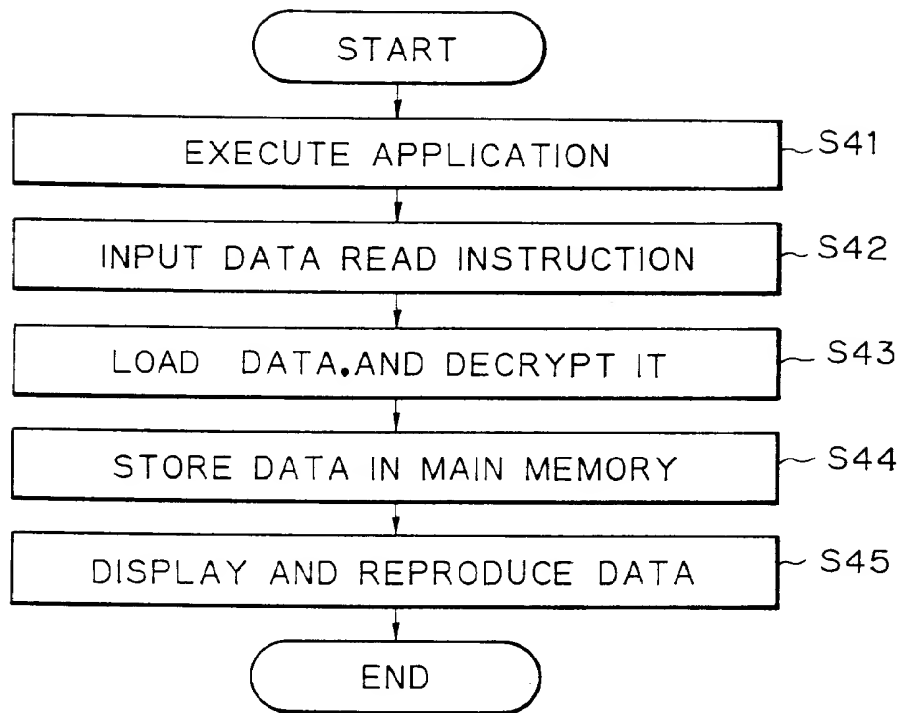 START
EXECUTE APPLICATION
S41
INPUT DATA READ INSTRUCTION
S42
LOAD DATA.AND DECRYPT IT
S43
STORE DATA IN MAIN MEMORY
S44
DISPLAY AND REPRODUCE DATA
S45
END